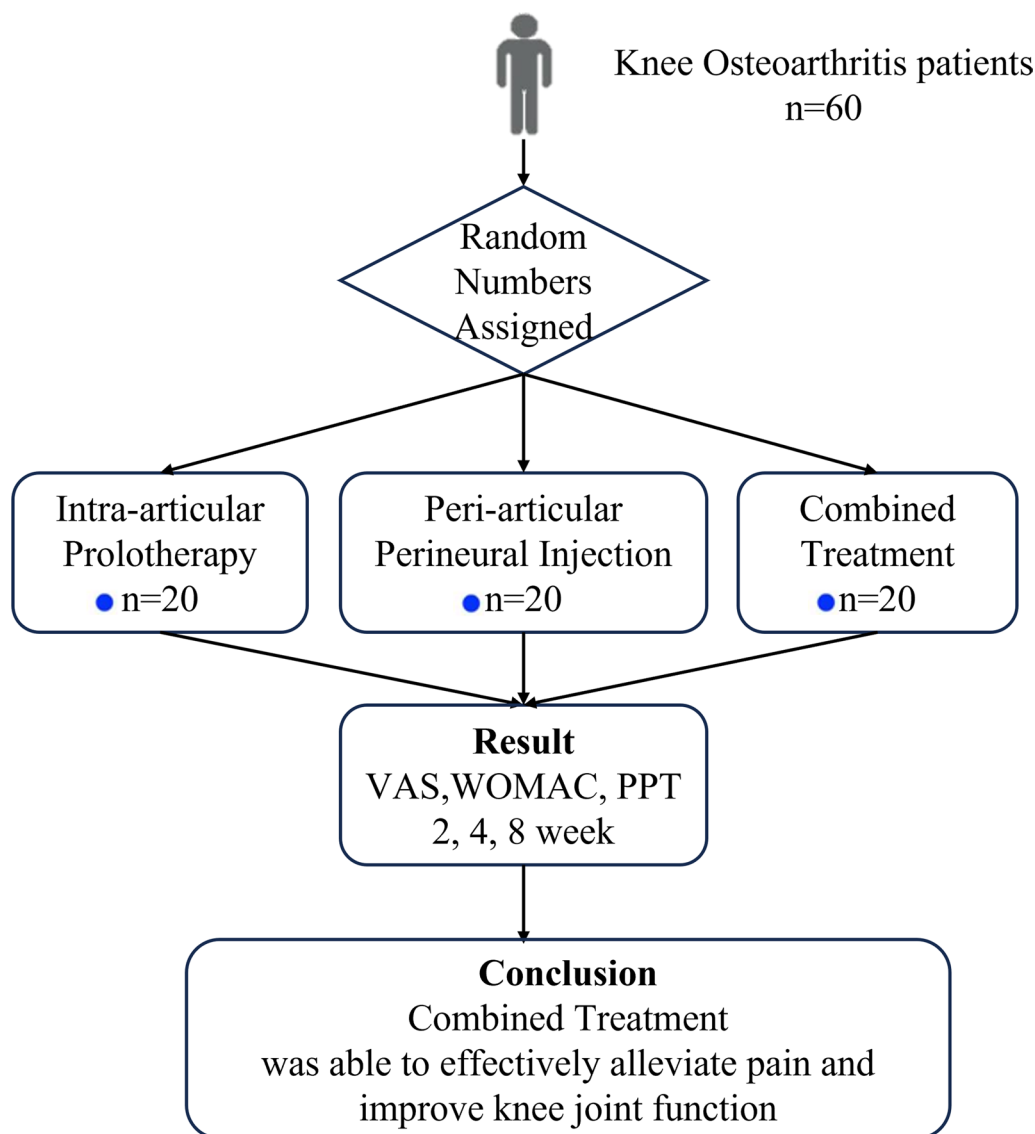 Knee Osteoarthritis patients
n=60
Random
Numbers
Assigned
Intra-articular
Prolotherapy
n=20
Peri-articular
Perineural Injection
n=20
Combined
Treatment
n=20
Result
VAS,WOMAC, PPT
2, 4, 8 week
Conclusion
Combined Treatment
was able to effectively alleviate pain and
improve knee joint function